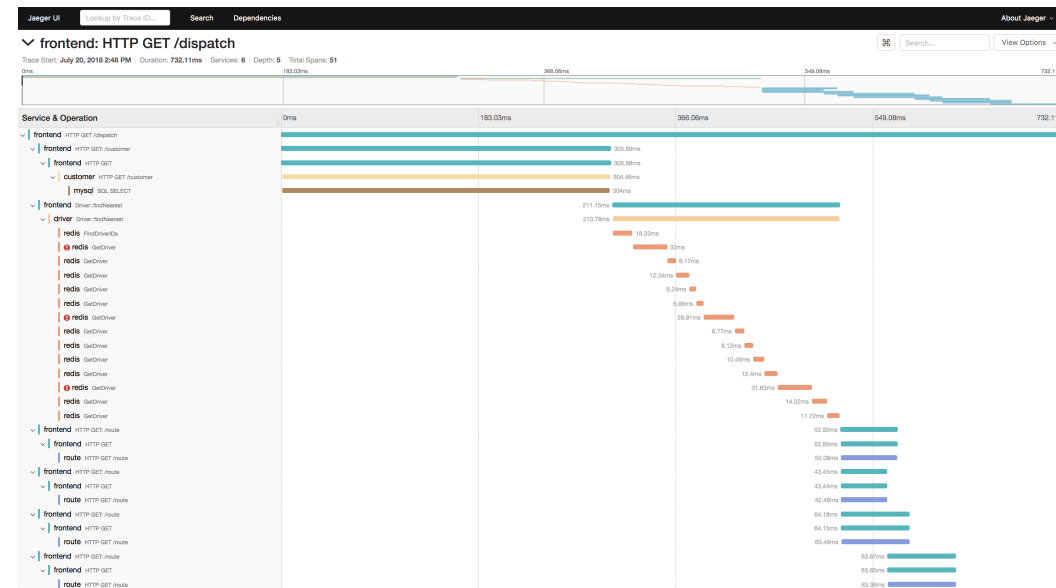 Jaeger UI Lookup by Trace ID... Search Dependencies About Jaeger
frontend: HTTP GET /dispatch ⌘ Search... View Options
Trace Start: July 20, 2018 2:48 PM Duration: 732.11ms Services: 6 Depth: 5 Total Spans: 51
0ms 183.03ms 366.06ms 549.08ms 732.1
Service & Operation 0ms 183.03ms 366.06ms 549.08ms 732.11
frontend HTTP GET /dispatch
frontend HTTP GET: /customer 305.89ms
frontend HTTP GET 305.88ms
customer HTTP GET /customer 304.46ms
mysql SQL SELECT 304ms
frontend Driver::findNearest 211.15ms
driver Driver::findNearest 210.78ms
redis FindDriverIDs 18.23ms
redis GetDriver 32ms
redis GetDriver 8.17ms
redis GetDriver 12.34ms
redis GetDriver 6.24ms
redis GetDriver 6.96ms
redis GetDriver 28.81ms
redis GetDriver 8.77ms
redis GetDriver 8.12ms
redis GetDriver 10.49ms
redis GetDriver 12.4ms
redis GetDriver 31.63ms
redis GetDriver 14.02ms
redis GetDriver 11.72ms
frontend HTTP GET: /route 52.92ms
frontend HTTP GET 52.89ms
route HTTP GET /route 52.08ms
frontend HTTP GET: /route 43.45ms
frontend HTTP GET 43.44ms
route HTTP GET /route 42.48ms
frontend HTTP GET: /route 64.18ms
frontend HTTP GET 64.15ms
route HTTP GET /route 63.48ms
frontend HTTP GET: /route 63.67ms
frontend HTTP GET 63.66ms
route HTTP GET /route 63.36ms